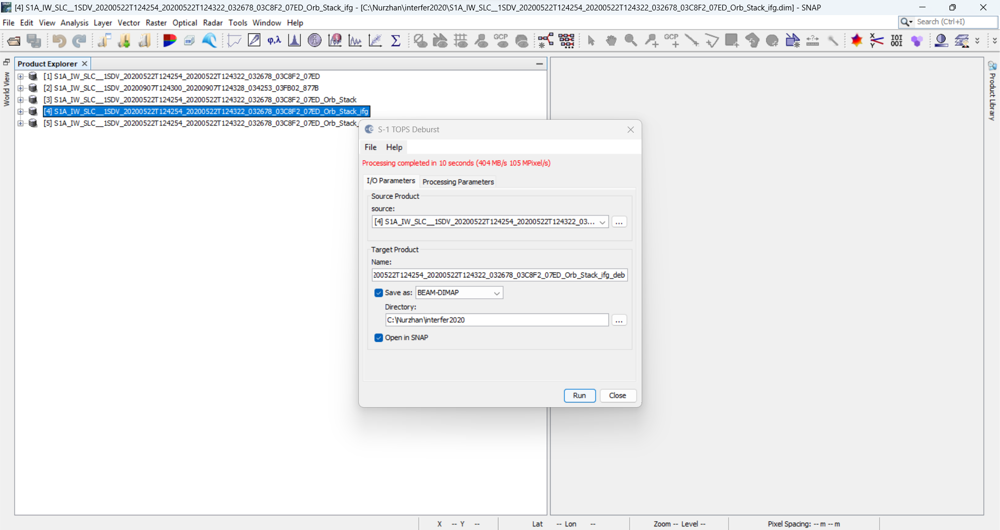 [4] S1A_IW_SLC__1SDV_20200522T124254_20200522T124322_032678_03C8F2_07ED_Orb_Stack_ifg - [C:\Nurzhan\interfer2020\S1A_IW_SLC__1SDV_20200522T124254_20200522T124322_032678_03C8F2_07ED_Orb_Stack_ifg.dim] - SNAP
File Edit View Analysis Layer Vector Raster Optical Radar Tools Window Help
Search (Ctrl+I)
φ,λ Σ GCP GCP
Product Explorer
World View
Product Library
[1] S1A_IW_SLC__1SDV_20200522T124254_20200522T124322_032678_03C8F2_07ED
[2] S1A_IW_SLC__1SDV_20200907T124300_20200907T124328_034253_03FB02_877B
[3] S1A_IW_SLC__1SDV_20200522T124254_20200522T124322_032678_03C8F2_07ED_Orb_Stack
[4] S1A_IW_SLC__1SDV_20200522T124254_20200522T124322_032678_03C8F2_07ED_Orb_Stack_ifg
[5] S1A_IW_SLC__1SDV_20200522T124254_20200522T124322_032678_03C8F2_07ED_Orb_Stack_
S-1 TOPS Deburst
File Help
Processing completed in 10 seconds (404 MB/s 105 MPixel/s)
I/O Parameters Processing Parameters
Source Product
source:
[4] S1A_IW_SLC__1SDV_20200522T124254_20200522T124322_03... ...
Target Product
Name:
200522T124254_20200522T124322_032678_03C8F2_07ED_Orb_Stack_ifg_deb
Save as: BEAM-DIMAP
Directory:
C:\Nurzhan\interfer2020 ...
Open in SNAP
Run Close
X -- Y -- Lat -- Lon -- Zoom -- Level -- Pixel Spacing: -- m -- m